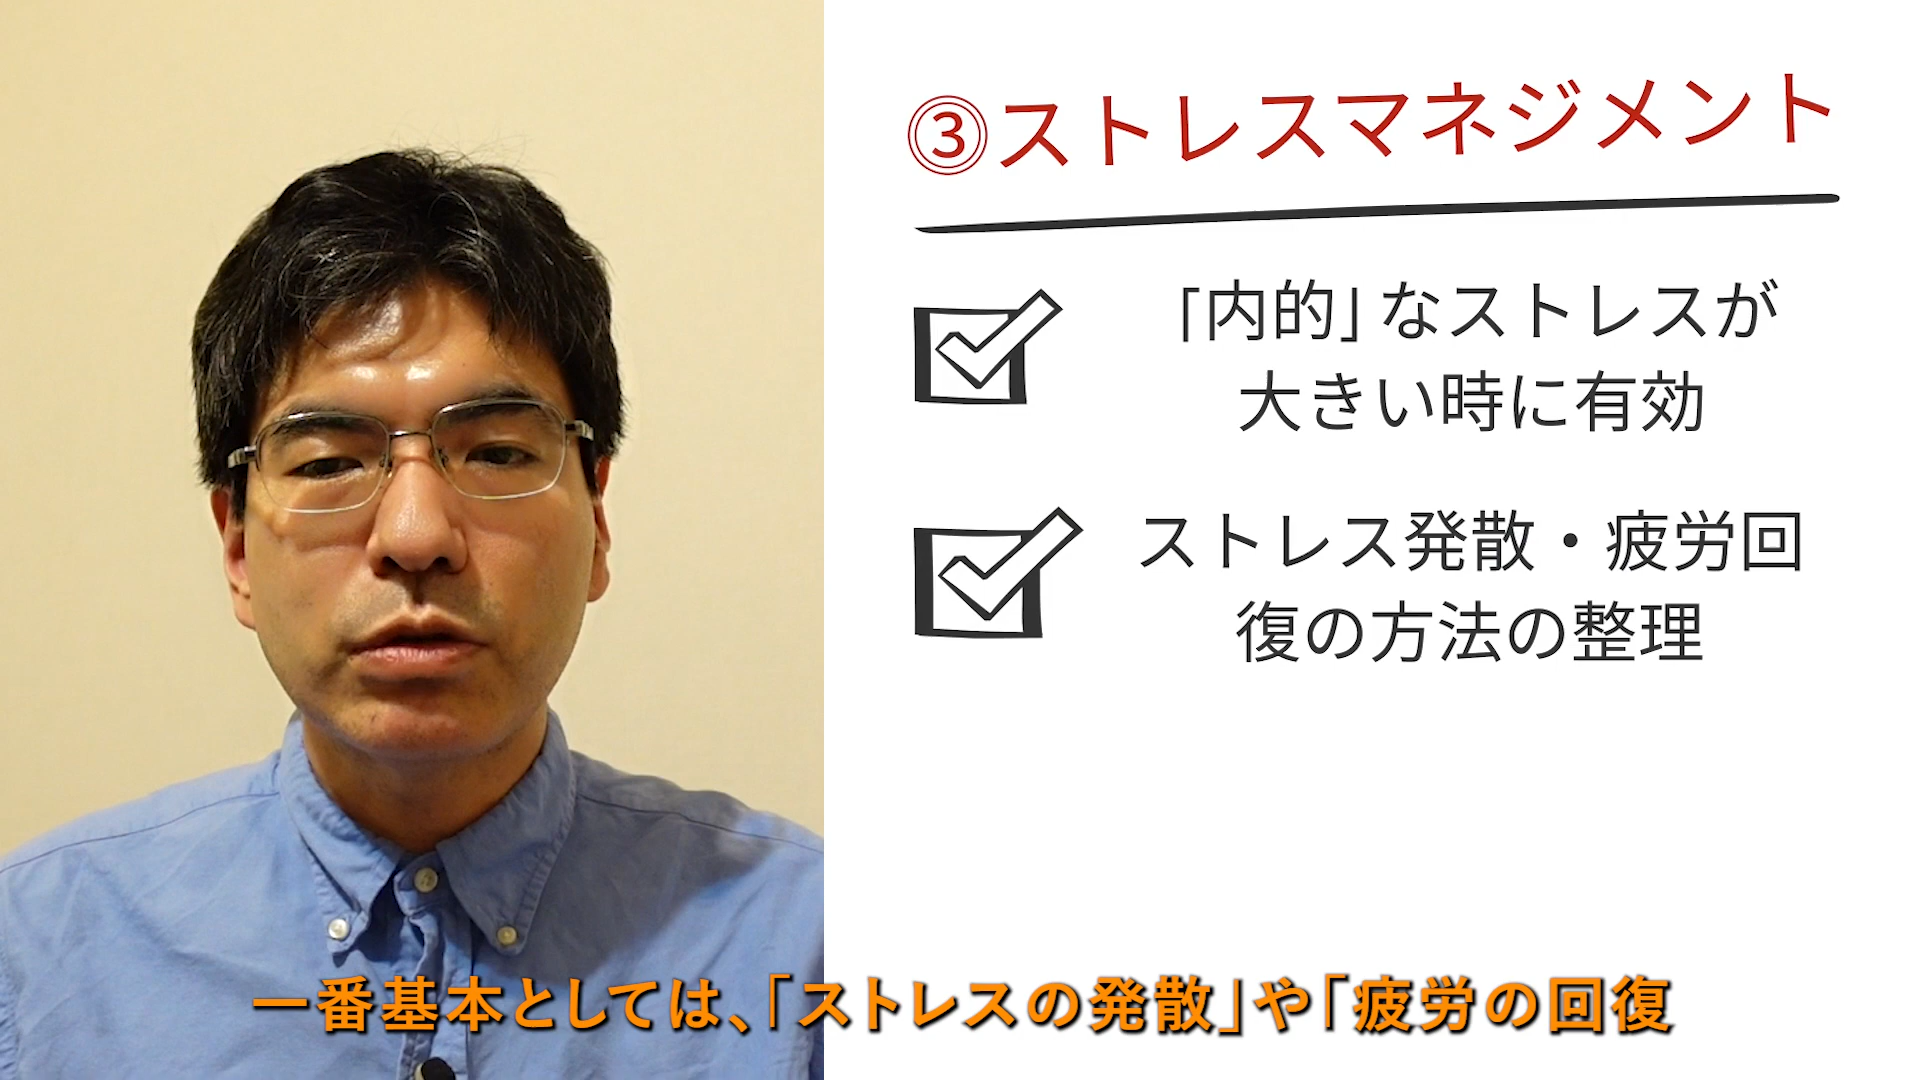 ③ストレスマネジメント
「内的」なストレスが
大きい時に有効
ストレス発散・疲労回
復の方法の整理
一番基本としては、「ストレスの発散」や「疲労の回復